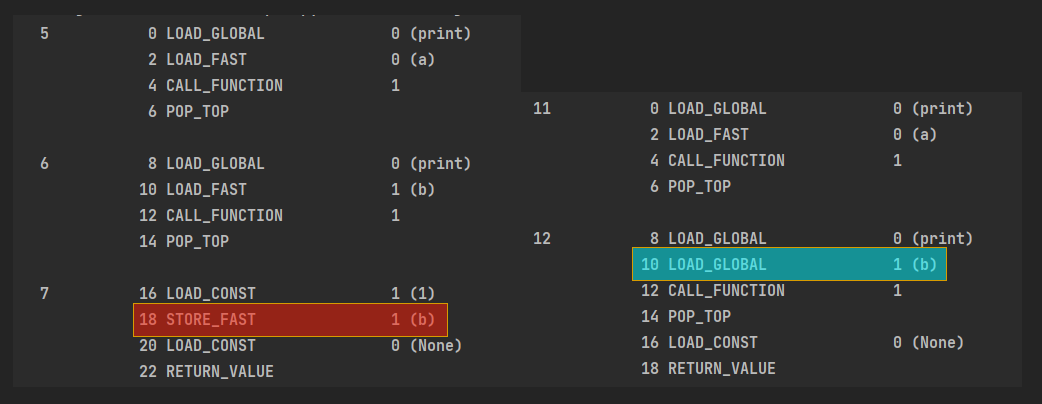 5 0 LOAD_GLOBAL 0 (print)
2 LOAD_FAST 0 (a)
4 CALL_FUNCTION 1
6 POP_TOP
6 8 LOAD_GLOBAL 0 (print)
10 LOAD_FAST 1 (b)
12 CALL_FUNCTION 1
14 POP_TOP
7 16 LOAD_CONST 1 (1)
18 STORE_FAST 1 (b)
20 LOAD_CONST 0 (None)
22 RETURN_VALUE
11 0 LOAD_GLOBAL 0 (print)
2 LOAD_FAST 0 (a)
4 CALL_FUNCTION 1
6 POP_TOP
12 8 LOAD_GLOBAL 0 (print)
10 LOAD_GLOBAL 1 (b)
12 CALL_FUNCTION 1
14 POP_TOP
16 LOAD_CONST 0 (None)
18 RETURN_VALUE